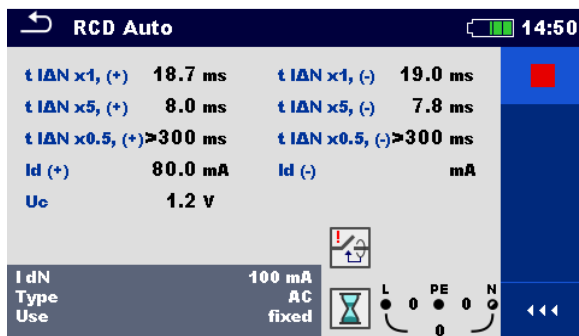 RCD Auto 14:50
t IΔN x1, (+) 18.7 ms t IΔN x1, (-) 19.0 ms
t IΔN x5, (+) 8.0 ms t IΔN x5, (-) 7.8 ms
t IΔN x0.5, (+) >300 ms t IΔN x0.5, (-) >300 ms
Id (+) 80.0 mA Id (-) mA
Uc 1.2 V
I dN 100 mA
Type AC
Use fixed
L PE N
0 0
0